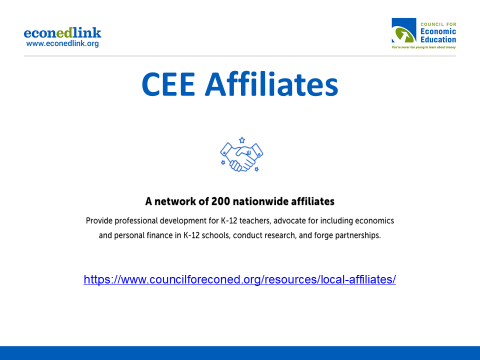 econedlink
www.econedlink.org
COUNCIL FOR
Economic
Education
CEE Affiliates
A network of 200 nationwide affiliates
Provide professional development for K-12 teachers, advocate for including economics
and personal finance in K-12 schools, conduct research, and forge partnerships.
https://www.councilforeconed.org/resources/local-affiliates/